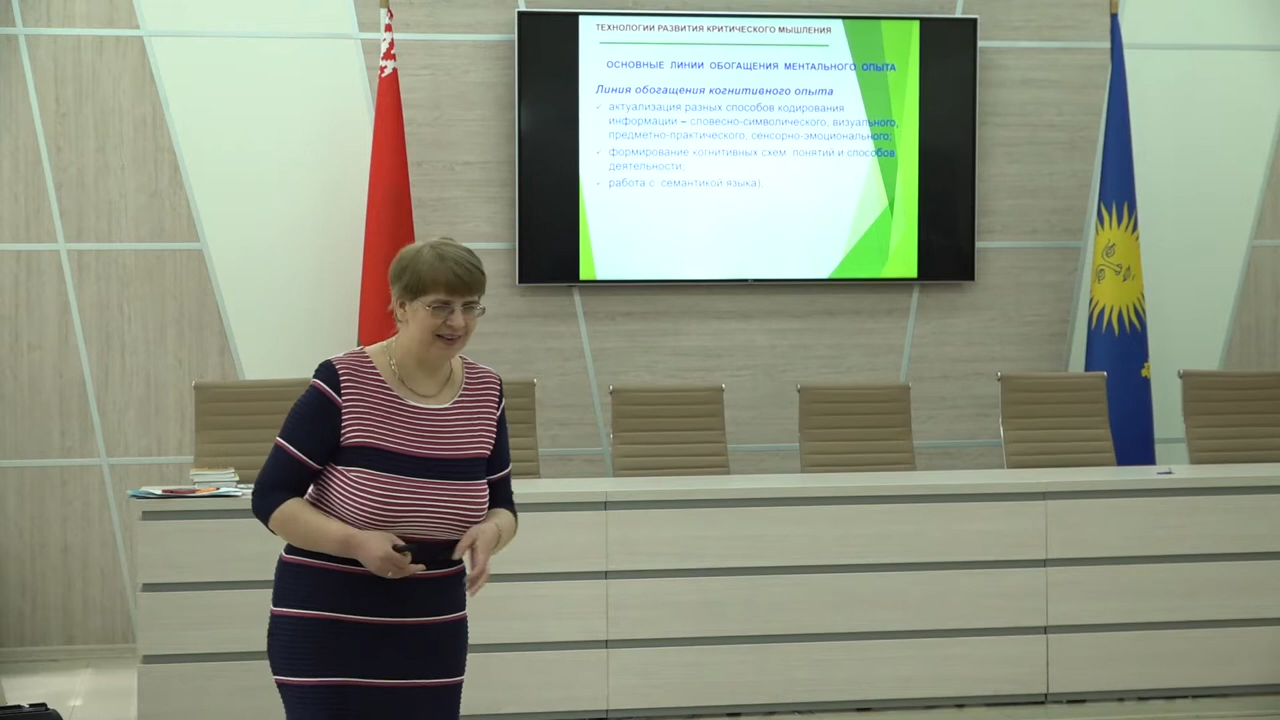 ТЕХНОЛОГИИ РАЗВИТИЯ КРИТИЧЕСКОГО МЫШЛЕНИЯ
ОСНОВНЫЕ ЛИНИИ ОБОГАЩЕНИЯ МЕНТАЛЬНОГО ОПЫТА
Линия обогащения когнитивного опыта
✓ актуализация разных способов кодирования
информации – словесно-символического, визуального,
предметно-практического, сенсорно-эмоционального;
✓ формирование когнитивных схем понятий и способов
деятельности;
✓ работа с семантикой языка).